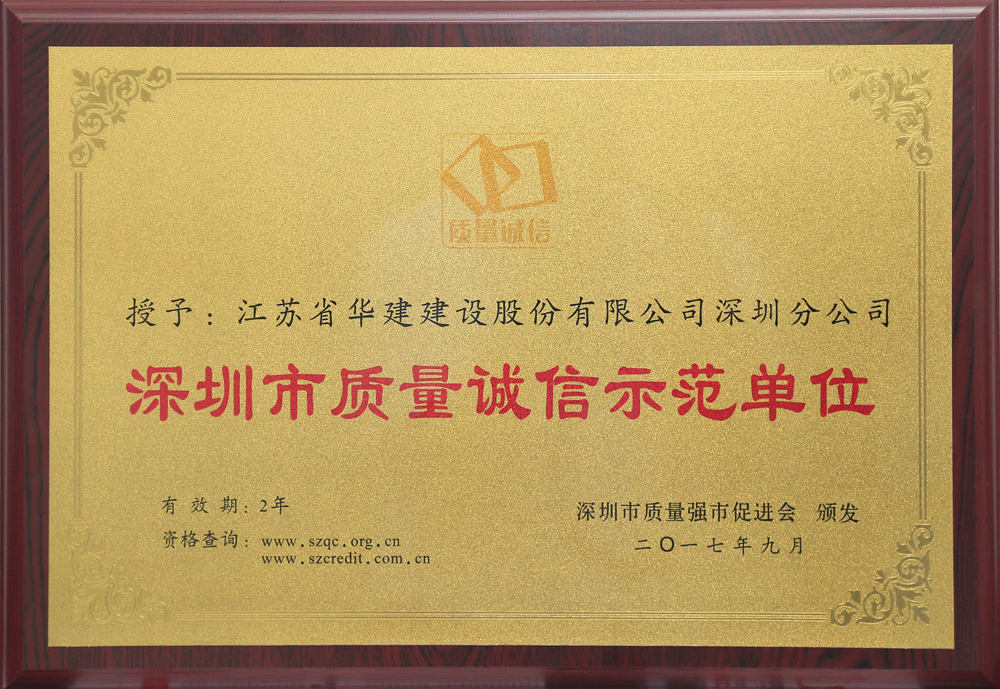 质量诚信
授予：江苏省华建建设股份有限公司深圳分公司
深圳市质量诚信示范单位
有效期：2年
资格查询：www.szqc.org.cn
www.szcredit.com.cn
深圳市质量强市促进会 颁发
二〇一七年九月